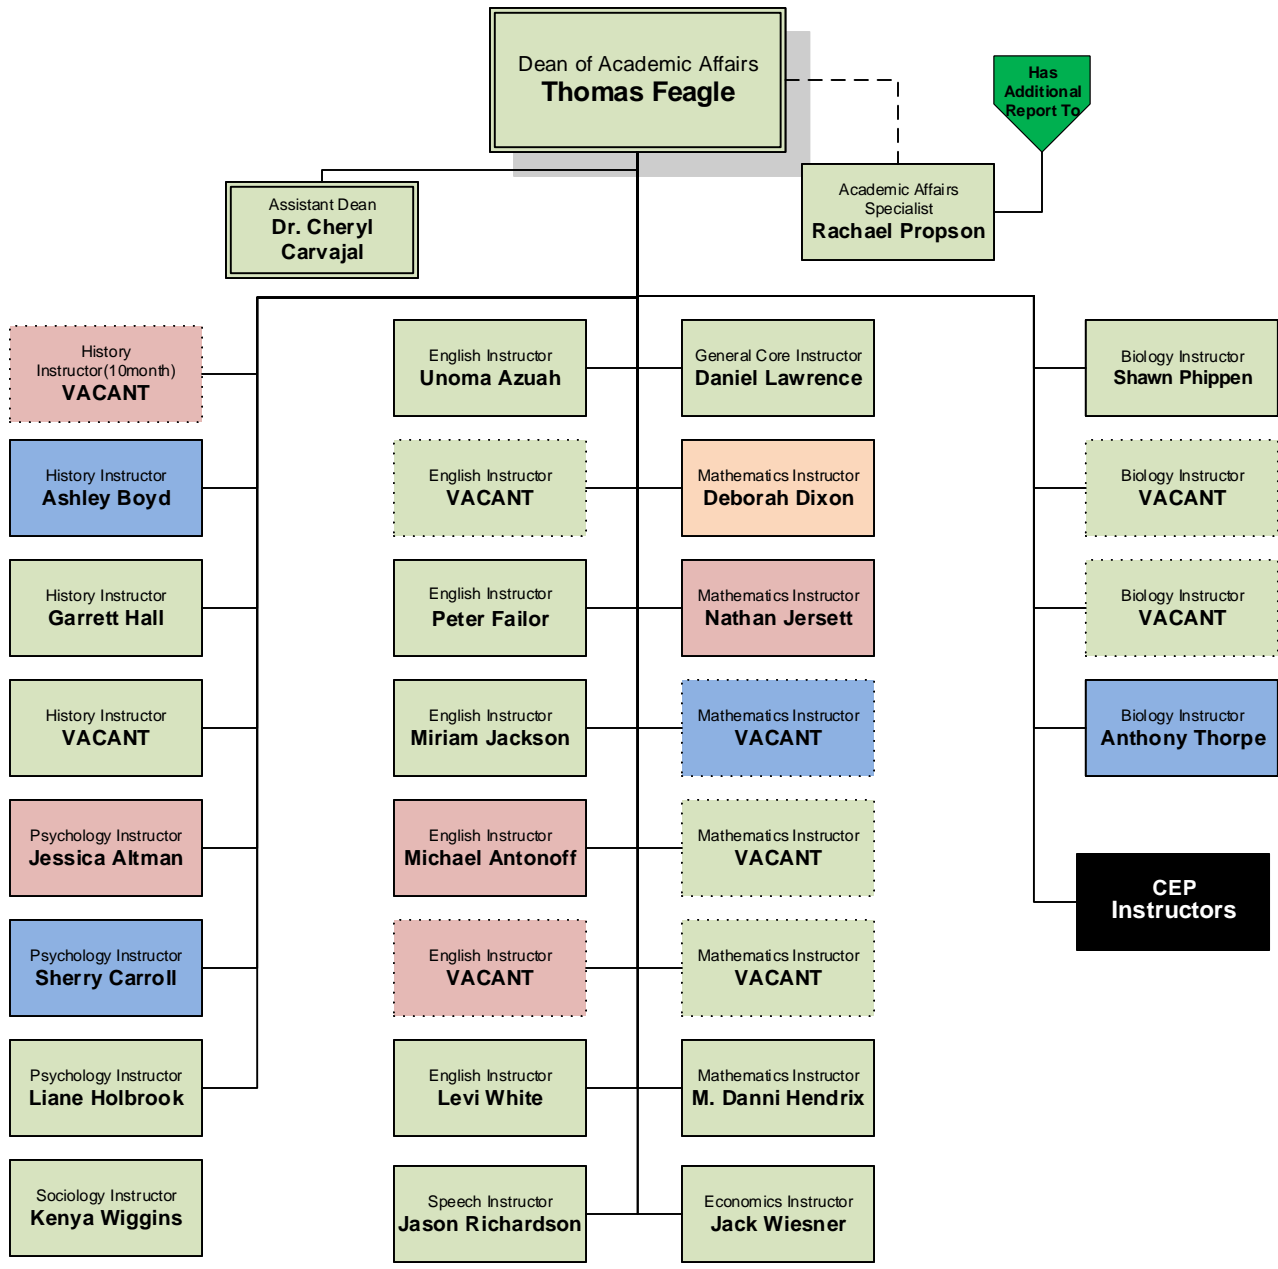 Dean of Academic Affairs
Thomas Feagle
Has
Additional
Report To
Assistant Dean
Dr. Cheryl
Carvajal
Academic Affairs
Specialist
Rachael Propson
History
Instructor(10month)
VACANT
History Instructor
Ashley Boyd
History Instructor
Garrett Hall
History Instructor
VACANT
Psychology Instructor
Jessica Altman
Psychology Instructor
Sherry Carroll
Psychology Instructor
Liane Holbrook
Sociology Instructor
Kenya Wiggins
English Instructor
Unoma Azuah
English Instructor
VACANT
English Instructor
Peter Failor
English Instructor
Miriam Jackson
English Instructor
Michael Antonoff
English Instructor
VACANT
English Instructor
Levi White
Speech Instructor
Jason Richardson
General Core Instructor
Daniel Lawrence
Mathematics Instructor
Deborah Dixon
Mathematics Instructor
Nathan Jersett
Mathematics Instructor
VACANT
Mathematics Instructor
VACANT
Mathematics Instructor
VACANT
Mathematics Instructor
M. Danni Hendrix
Economics Instructor
Jack Wiesner
Biology Instructor
Shawn Phippen
Biology Instructor
VACANT
Biology Instructor
VACANT
Biology Instructor
Anthony Thorpe
CEP
Instructors